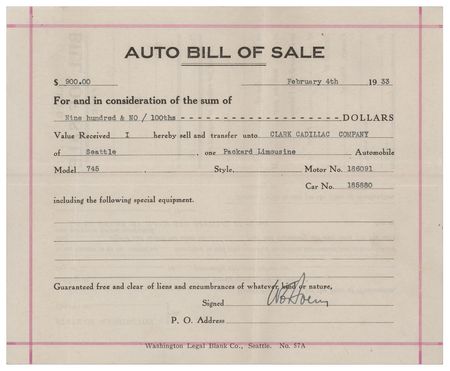 AUTO BILL OF SALE
$ 900.00 February 4th 1933
For and in consideration of the sum of
Nine hundred & NO / 100ths - - - - - - - - - - - - - - - - - - - - - DOLLARS
Value Received I hereby sell and transfer unto CLARK CADILLAC COMPANY
of Seattle , one Packard Limousine Automobile
Model 745 , Style, Motor No. 186091
Car No. 185880
including the following special equipment.
Guaranteed free and clear of liens and encumbrances of whatever kind or nature,
Signed
P. O. Address
Washington Legal Blank Co., Seattle. No. 57A